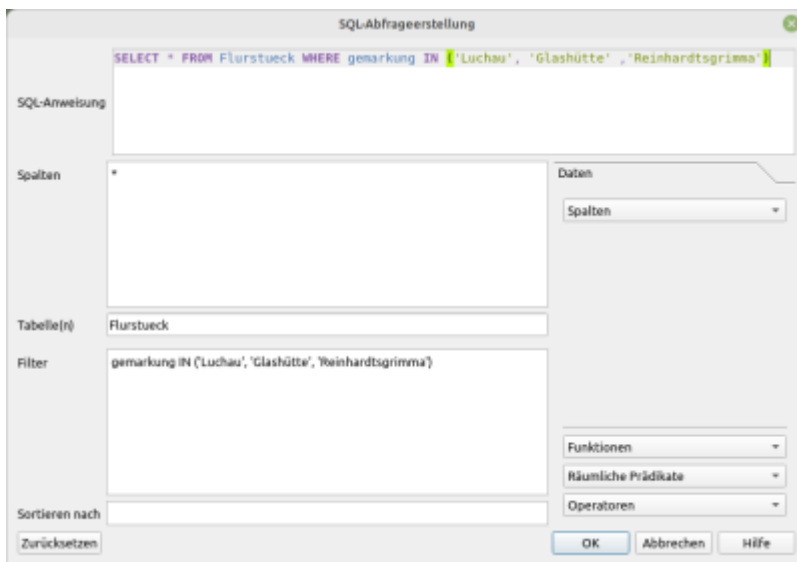 SQL-Abfrageerstellung
SELECT * FROM Flurstueck WHERE gemarkung IN ('Luchau', 'Glashütte' ,'Reinhardtsgrimma')
SQL-Anweisung
Spalten
*
Daten
Spalten
Tabelle(n)
Flurstueck
Filter
gemarkung IN ('Luchau', 'Glashütte', 'Reinhardtsgrimma')
Funktionen
Räumliche Prädikate
Operatoren
Sortieren nach
Zurücksetzen
OK
Abbrechen
Hilfe